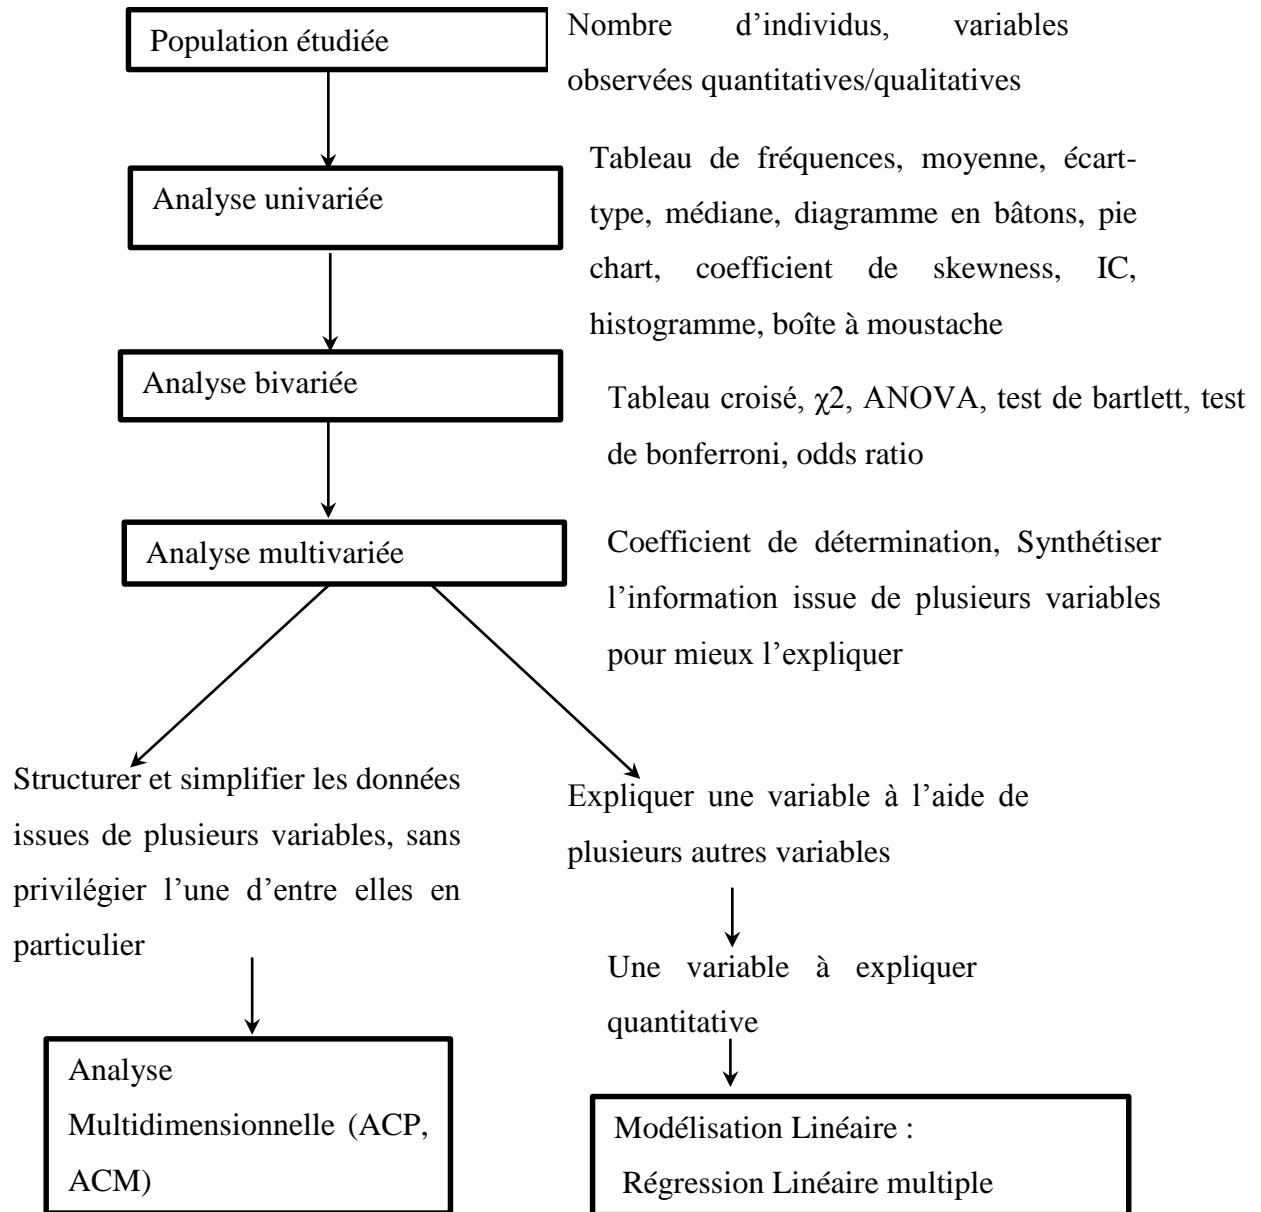 Population étudiée
Nombre d’individus, variables
observées quantitatives/qualitatives
Analyse univariée
Tableau de fréquences, moyenne, écart-
type, médiane, diagramme en bâtons, pie
chart, coefficient de skewness, IC,
histogramme, boîte à moustache
Analyse bivariée
Tableau croisé, χ2, ANOVA, test de bartlett, test
de bonferroni, odds ratio
Analyse multivariée
Coefficient de détermination, Synthétiser
l’information issue de plusieurs variables
pour mieux l’expliquer
Structurer et simplifier les données
issues de plusieurs variables, sans
privilégier l’une d’entre elles en
particulier
Expliquer une variable à l’aide de
plusieurs autres variables
Une variable à expliquer
quantitative
Analyse
Multidimensionnelle (ACP,
ACM)
Modélisation Linéaire :
Régression Linéaire multiple